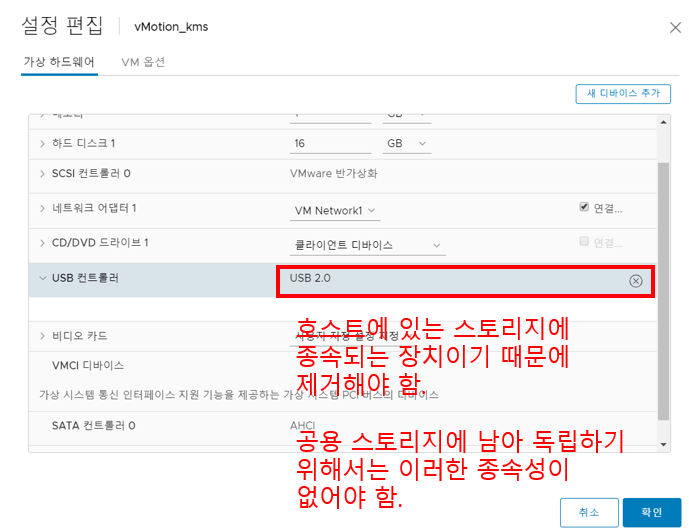 설정 편집 vMotion_kms
가상 하드웨어 VM 옵션
새 디바이스 추가
GB
하드 디스크 1 16 GB
SCSI 컨트롤러 0 VMware 반가상화
네트워크 어댑터 1 VM Network1 연결...
CD/DVD 드라이브 1 클라이언트 디바이스 연결...
USB 컨트롤러 USB 2.0
호스트에 있는 스토리지에
비디오 카드 사용자 지정 설정 지정
종속되는 장치이기 때문에
VMCI 디바이스
제거해야 함.
가상 시스템 통신 인터페이스 지원 기능을 제공하는 가상 시스템 PCI 버스의 디바이스
SATA 컨트롤러 0 AHCI
공용 스토리지에 남아 독립하기
위해서는 이러한 종속성이
없어야 함.
취소 확인